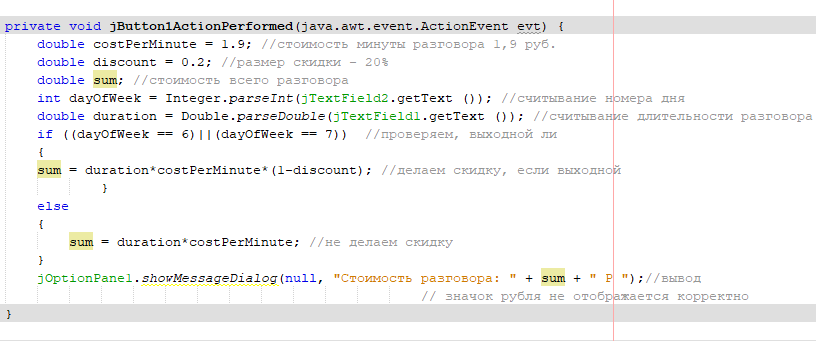 private void jButton1ActionPerformed(java.awt.event.ActionEvent evt) {
double costPerMinute = 1.9; //стоимость минуты разговора 1,9 руб.
double discount = 0.2; //размер скидки - 20%
double sum; //стоимость всего разговора
int dayOfWeek = Integer.parseInt(jTextField2.getText ()); //считывание номера дня
double duration = Double.parseDouble(jTextField1.getText ()); //считывание длительности разговора
if ((dayOfWeek == 6)||(dayOfWeek == 7))  //проверяем, выходной ли
{
sum = duration*costPerMinute*(1-discount); //делаем скидку, если выходной
}
else
{
sum = duration*costPerMinute; //не делаем скидку
}
jOptionPane1.showMessageDialog(null, "Стоимость разговора: " + sum + " Р ");//вывод
// значок рубля не отображается корректно
}